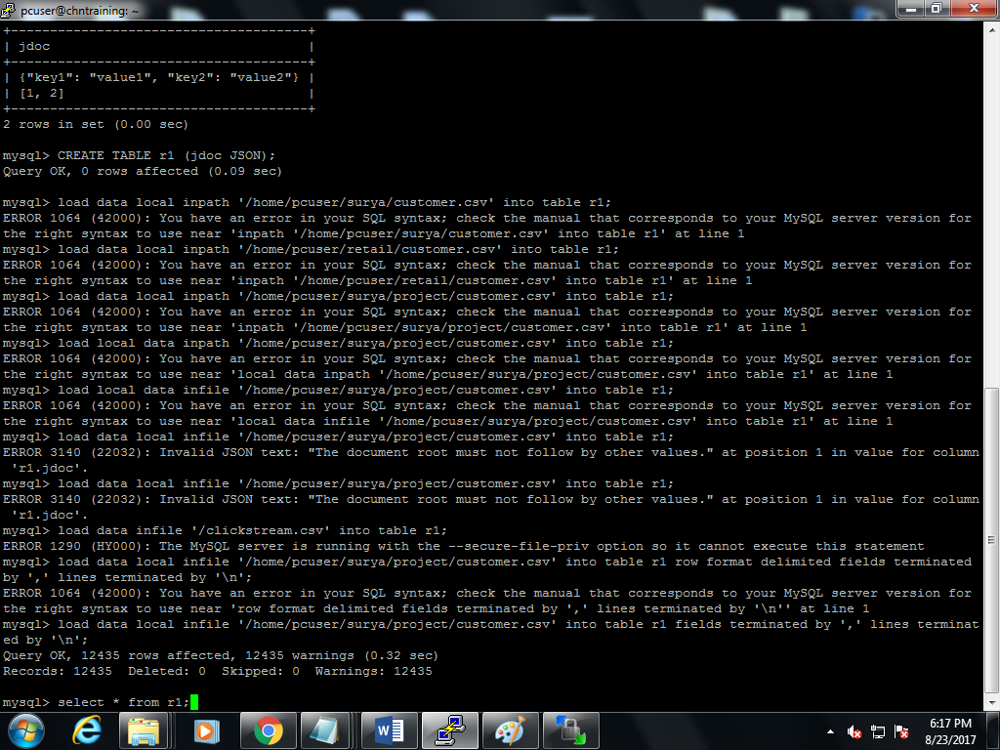 pcuser@chntraining: ~
+---------------------------------------+
| jdoc                                  |
+---------------------------------------+
| {"key1": "value1", "key2": "value2"} |
| [1, 2]                                |
+---------------------------------------+
2 rows in set (0.00 sec)
mysql> CREATE TABLE r1 (jdoc JSON);
Query OK, 0 rows affected (0.09 sec)
mysql> load data local inpath '/home/pcuser/surya/customer.csv' into table r1;
ERROR 1064 (42000): You have an error in your SQL syntax; check the manual that corresponds to your MySQL server version for
the right syntax to use near 'inpath '/home/pcuser/surya/customer.csv' into table r1' at line 1
mysql> load data local inpath '/home/pcuser/retail/customer.csv' into table r1;
ERROR 1064 (42000): You have an error in your SQL syntax; check the manual that corresponds to your MySQL server version for
the right syntax to use near 'inpath '/home/pcuser/retail/customer.csv' into table r1' at line 1
mysql> load data local inpath '/home/pcuser/surya/project/customer.csv' into table r1;
ERROR 1064 (42000): You have an error in your SQL syntax; check the manual that corresponds to your MySQL server version for
the right syntax to use near 'inpath '/home/pcuser/surya/project/customer.csv' into table r1' at line 1
mysql> load local data inpath '/home/pcuser/surya/project/customer.csv' into table r1;
ERROR 1064 (42000): You have an error in your SQL syntax; check the manual that corresponds to your MySQL server version for
the right syntax to use near 'local data inpath '/home/pcuser/surya/project/customer.csv' into table r1' at line 1
mysql> load local data infile '/home/pcuser/surya/project/customer.csv' into table r1;
ERROR 1064 (42000): You have an error in your SQL syntax; check the manual that corresponds to your MySQL server version for
the right syntax to use near 'local data infile '/home/pcuser/surya/project/customer.csv' into table r1' at line 1
mysql> load data local infile '/home/pcuser/surya/project/customer.csv' into table r1;
ERROR 3140 (22032): Invalid JSON text: "The document root must not follow by other values." at position 1 in value for column
'r1.jdoc'.
mysql> load data local infile '/home/pcuser/surya/project/customer.csv' into table r1;
ERROR 3140 (22032): Invalid JSON text: "The document root must not follow by other values." at position 1 in value for column
'r1.jdoc'.
mysql> load data infile '/clickstream.csv' into table r1;
ERROR 1290 (HY000): The MySQL server is running with the --secure-file-priv option so it cannot execute this statement
mysql> load data local infile '/home/pcuser/surya/project/customer.csv' into table r1 row format delimited fields terminated
by ',' lines terminated by '\n';
ERROR 1064 (42000): You have an error in your SQL syntax; check the manual that corresponds to your MySQL server version for
the right syntax to use near 'row format delimited fields terminated by ',' lines terminated by '\n'' at line 1
mysql> load data local infile '/home/pcuser/surya/project/customer.csv' into table r1 fields terminated by ',' lines terminat
ed by '\n';
Query OK, 12435 rows affected, 12435 warnings (0.32 sec)
Records: 12435  Deleted: 0  Skipped: 0  Warnings: 12435
mysql> select * from r1;
6:17 PM
8/23/2017